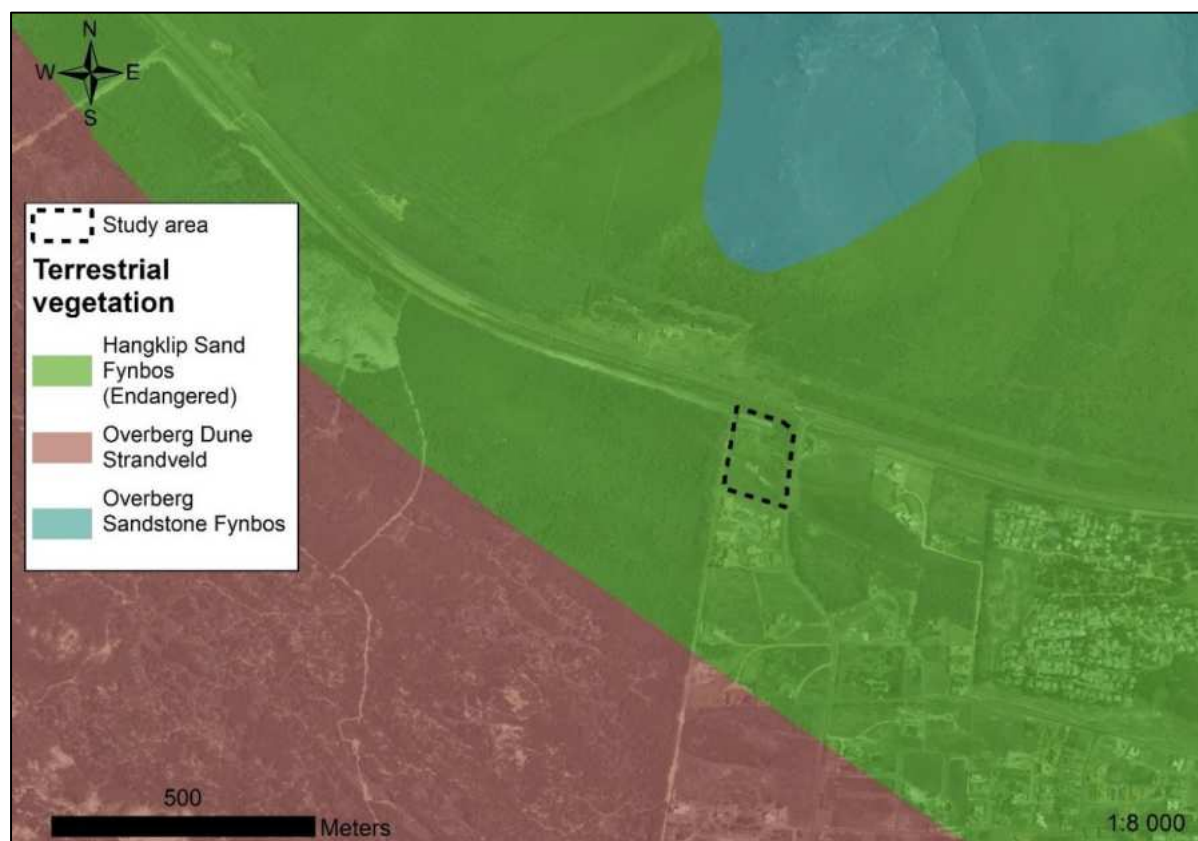 N
W E
S
Study area
Terrestrial
vegetation
Hangklip Sand
Fynbos
(Endangered)
Overberg Dune
Strandveld
Overberg
Sandstone Fynbos
500
Meters
1:8 000